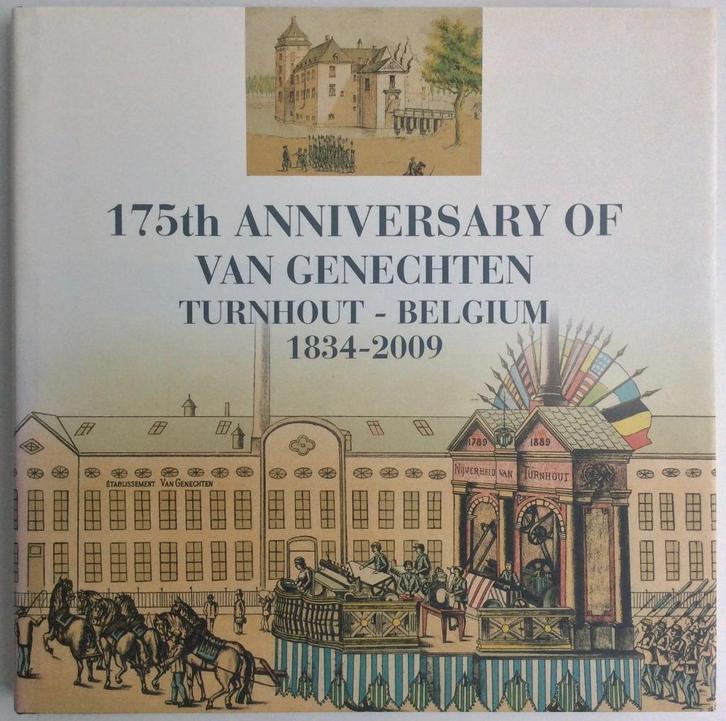 175th ANNIVERSARY OF
VAN GENECHTEN
TURNHOUT - BELGIUM
1834-2009
1789 1889
NIJVERHEID VAN TURNHOUT
ÉTABLISSEMENT VAN GENECHTEN